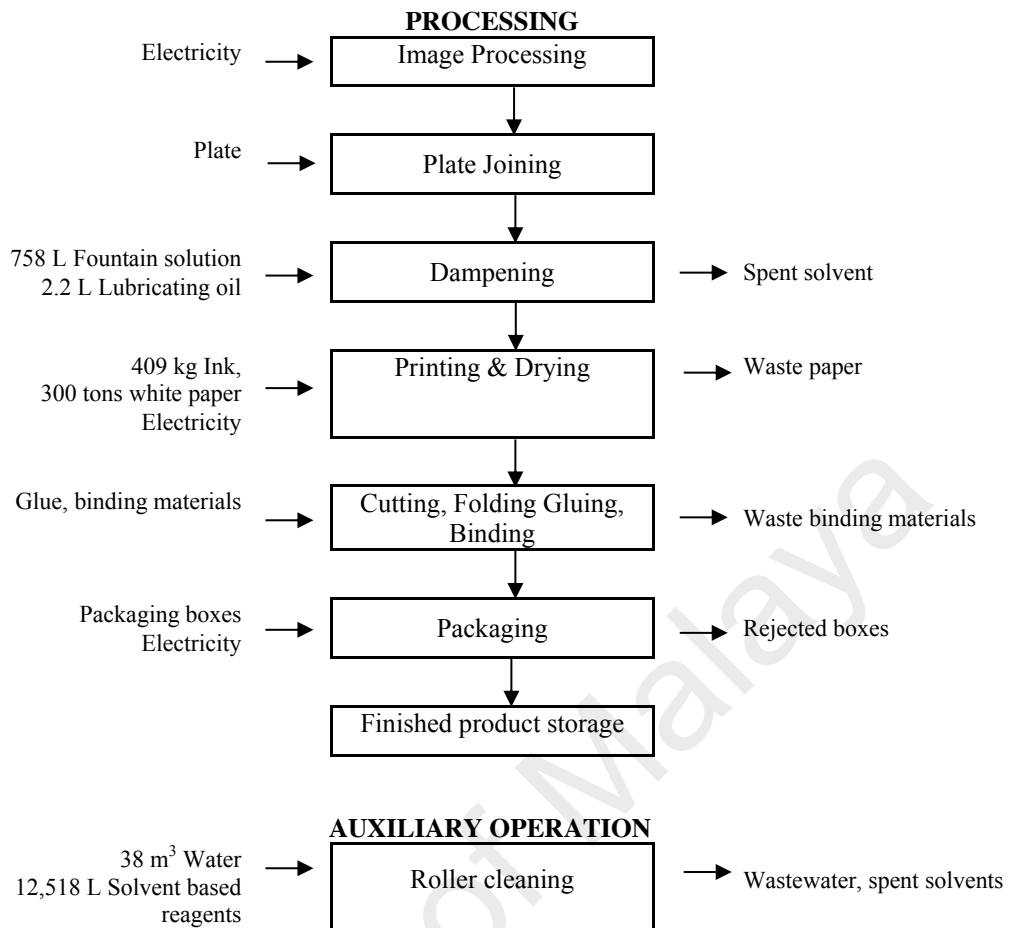 PROCESSING
Electricity
Image Processing
Plate
Plate Joining
758 L Fountain solution
2.2 L Lubricating oil
Dampening
Spent solvent
409 kg Ink,
300 tons white paper
Electricity
Printing & Drying
Waste paper
Glue, binding materials
Cutting, Folding Gluing,
Binding
Waste binding materials
Packaging boxes
Electricity
Packaging
Rejected boxes
Finished product storage
AUXILIARY OPERATION
38 m³ Water
12,518 L Solvent based
reagents
Roller cleaning
Wastewater, spent solvents
of Malaya